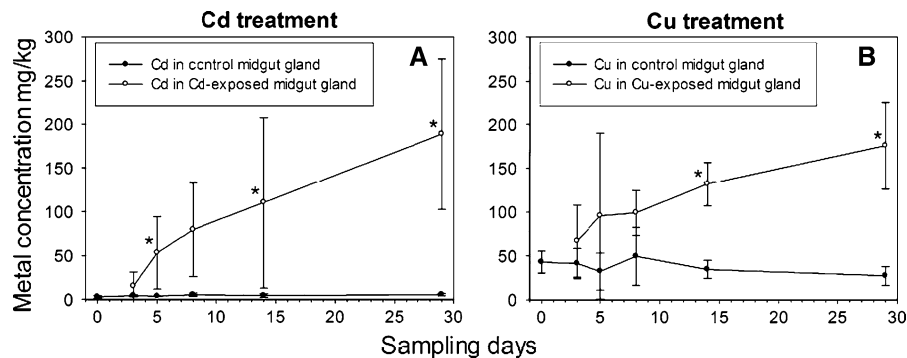 Cd treatment
Cu treatment
Metal concentration mg/kg
300
250
200
150
100
50
0
A
Cd in control midgut gland
Cd in Cd-exposed midgut gland
*
*
*
0 5 10 15 20 25 30
300
250
200
150
100
50
0
B
Cu in control midgut gland
Cu in Cu-exposed midgut gland
*
*
0 5 10 15 20 25 30
Sampling days